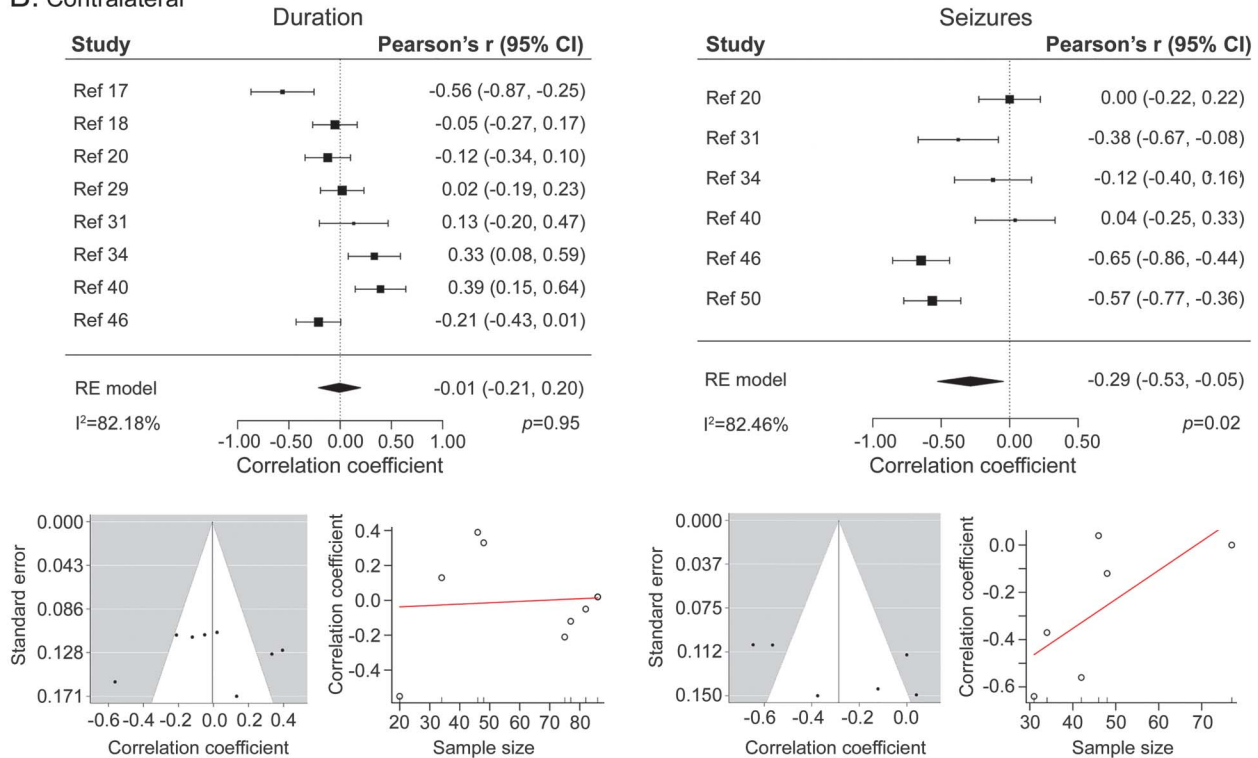 B. Contralateral
Duration
Study Pearson's r (95% CI)
Ref 17 -0.56 (-0.87, -0.25)
Ref 18 -0.05 (-0.27, 0.17)
Ref 20 -0.12 (-0.34, 0.10)
Ref 29 0.02 (-0.19, 0.23)
Ref 31 0.13 (-0.20, 0.47)
Ref 34 0.33 (0.08, 0.59)
Ref 40 0.39 (0.15, 0.64)
Ref 46 -0.21 (-0.43, 0.01)
RE model -0.01 (-0.21, 0.20)
I²=82.18% p=0.95
-1.00 -0.50 0.00 0.50 1.00
Correlation coefficient
Seizures
Study Pearson's r (95% CI)
Ref 20 0.00 (-0.22, 0.22)
Ref 31 -0.38 (-0.67, -0.08)
Ref 34 -0.12 (-0.40, 0.16)
Ref 40 0.04 (-0.25, 0.33)
Ref 46 -0.65 (-0.86, -0.44)
Ref 50 -0.57 (-0.77, -0.36)
RE model -0.29 (-0.53, -0.05)
I²=82.46% p=0.02
-1.00 -0.50 0.00 0.50
Correlation coefficient
Standard error
0.000
0.043
0.086
0.128
0.171
-0.6 -0.4 -0.2 0.0 0.2 0.4
Correlation coefficient
Correlation coefficient
0.4
0.2
0.0
-0.2
-0.4
20 30 40 50 60 70 80
Sample size
Standard error
0.000
0.037
0.075
0.112
0.150
-0.6 -0.4 -0.2 0.0
Correlation coefficient
Correlation coefficient
0.0
-0.2
-0.4
-0.6
30 40 50 60 70
Sample size